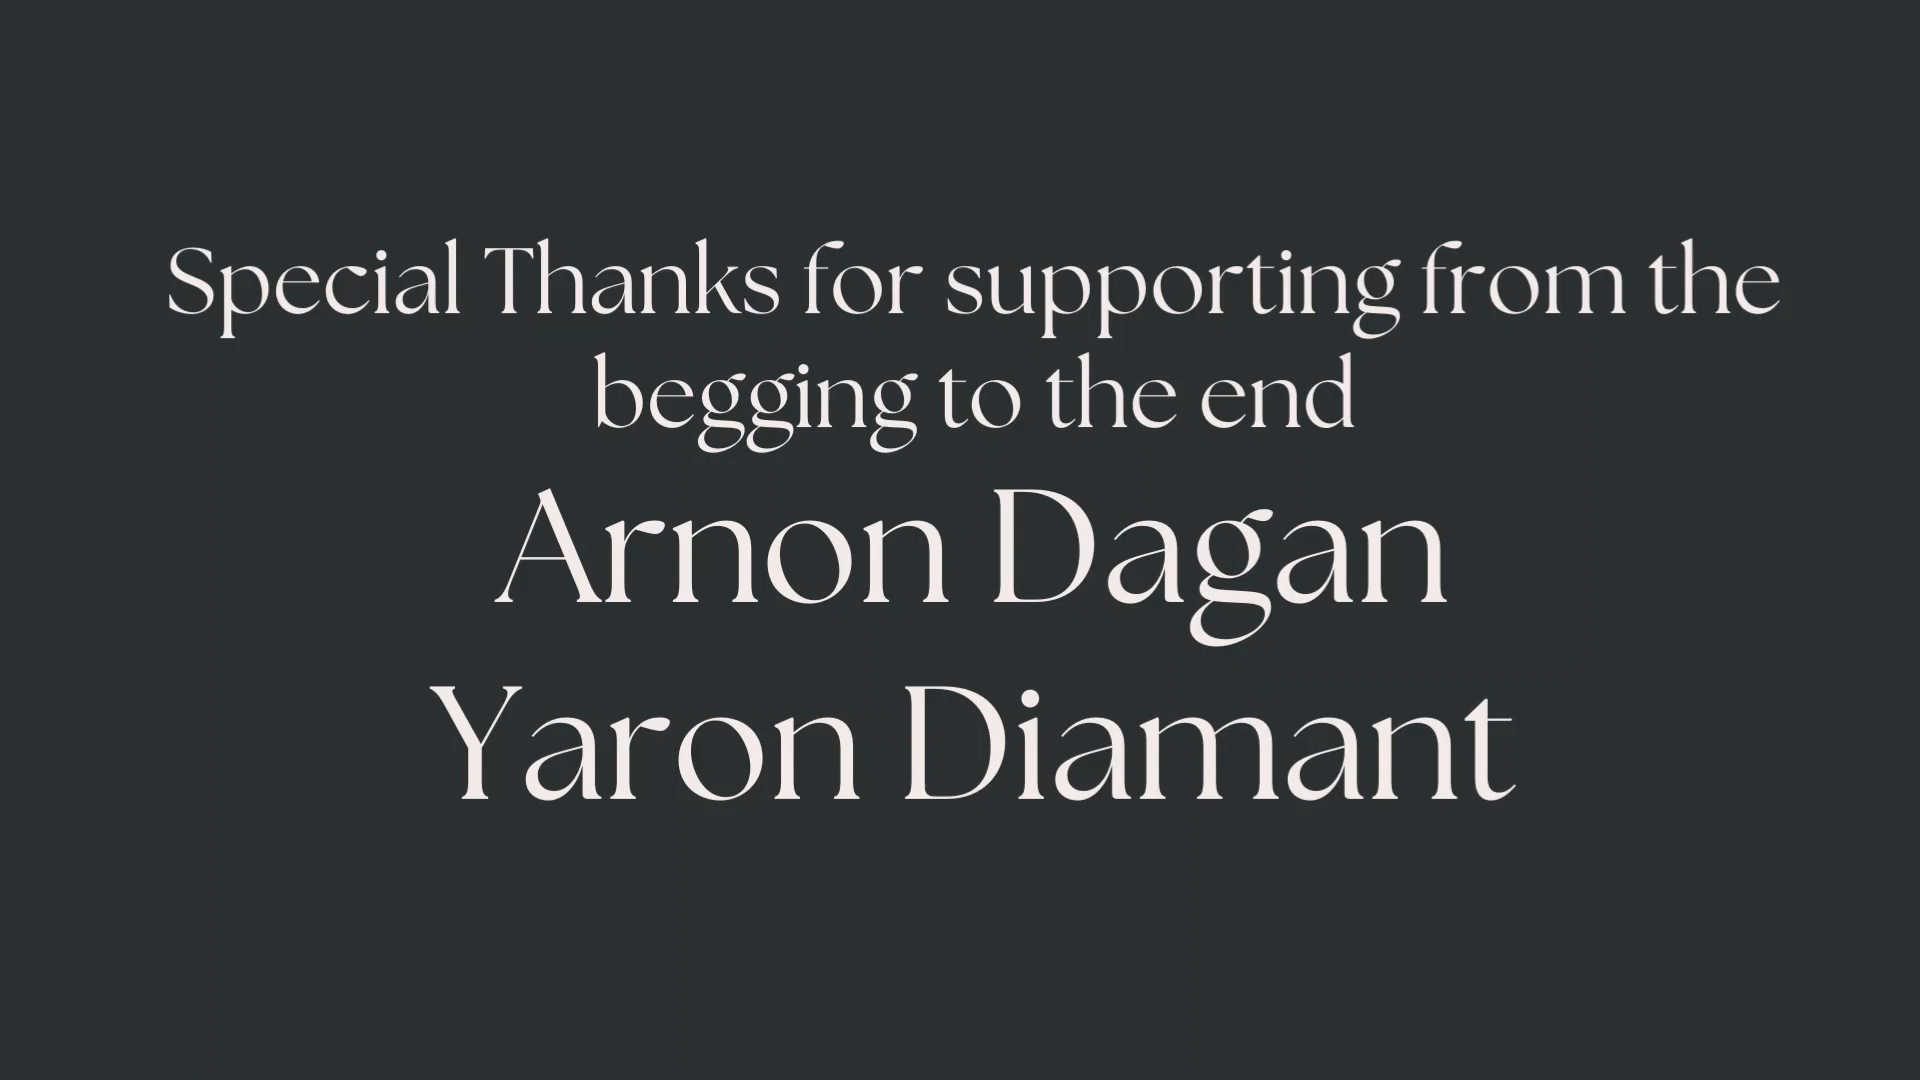 Special Thanks for supporting from the
begging to the end
Arnon Dagan
Yaron Diamant